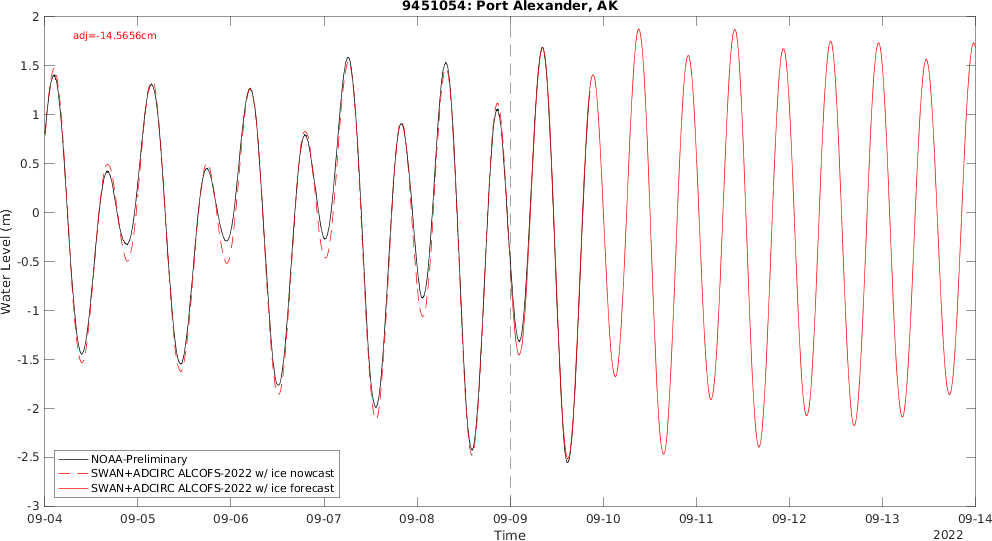 9451054: Port Alexander, AK
adj=-14.5656cm
2
1.5
1
0.5
0
-0.5
-1
-1.5
-2
-2.5
-3
Water Level (m)
NOAA-Preliminary
SWAN+ADCIRC ALCOFS-2022 w/ ice nowcast
SWAN+ADCIRC ALCOFS-2022 w/ ice forecast
09-04 09-05 09-06 09-07 09-08 09-09 09-10 09-11 09-12 09-13 09-14
Time
2022